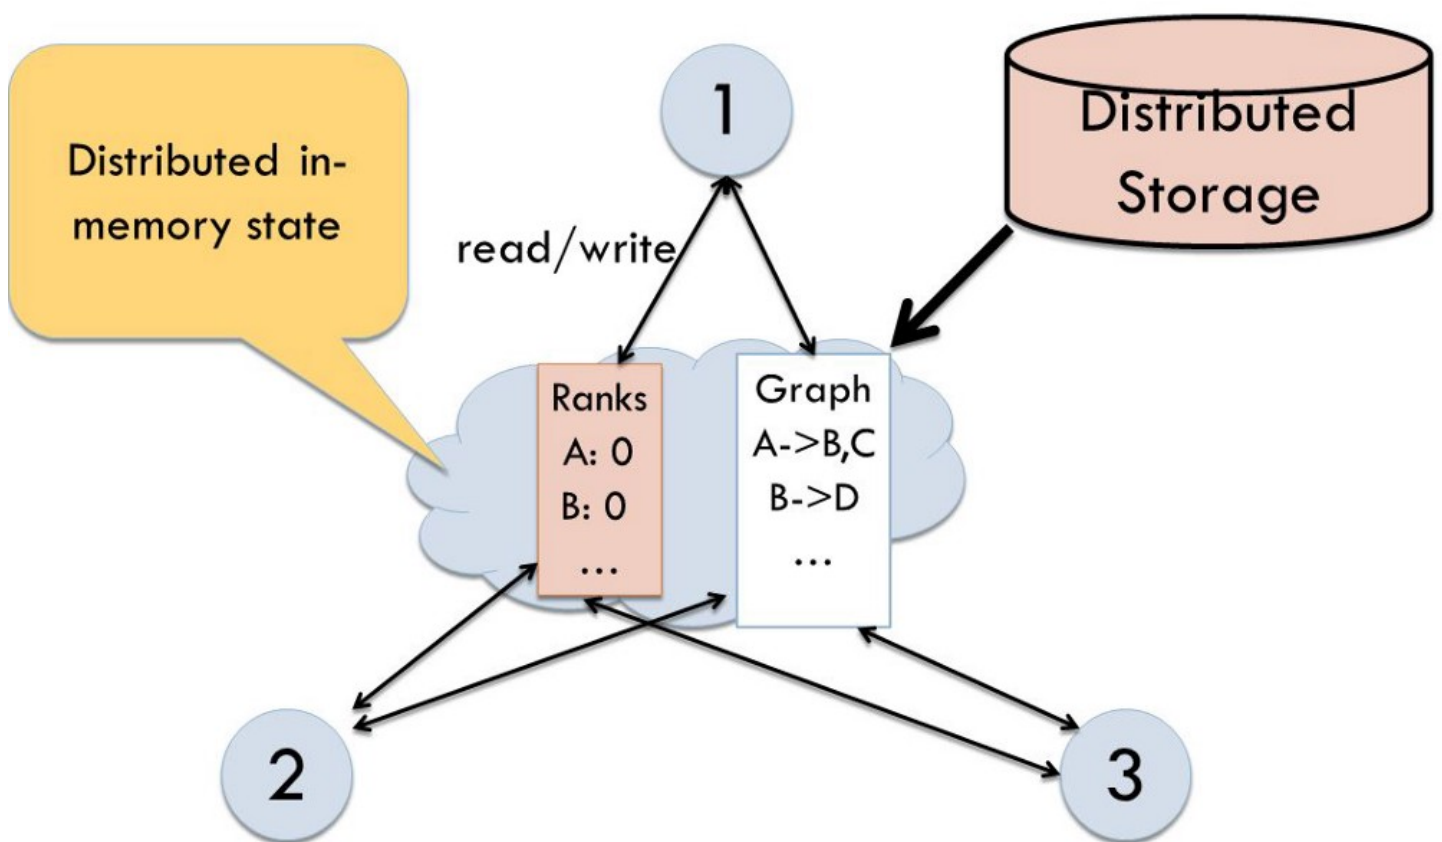 Distributed in-
memory state
1
Distributed
Storage
read/write
Ranks
A: 0
B: 0
...
Graph
A->B,C
B->D
...
2
3